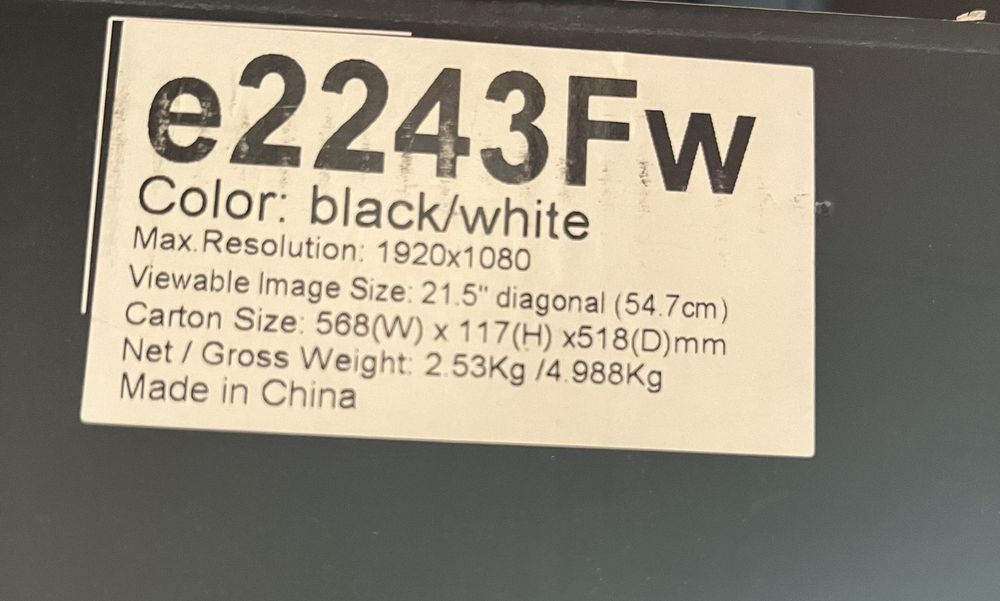 e2243Fw
Color: black/white
Max.Resolution: 1920x1080
Viewable Image Size: 21.5" diagonal (54.7cm)
Carton Size: 568(W) x 117(H) x518(D)mm
Net / Gross Weight: 2.53Kg /4.988Kg
Made in China